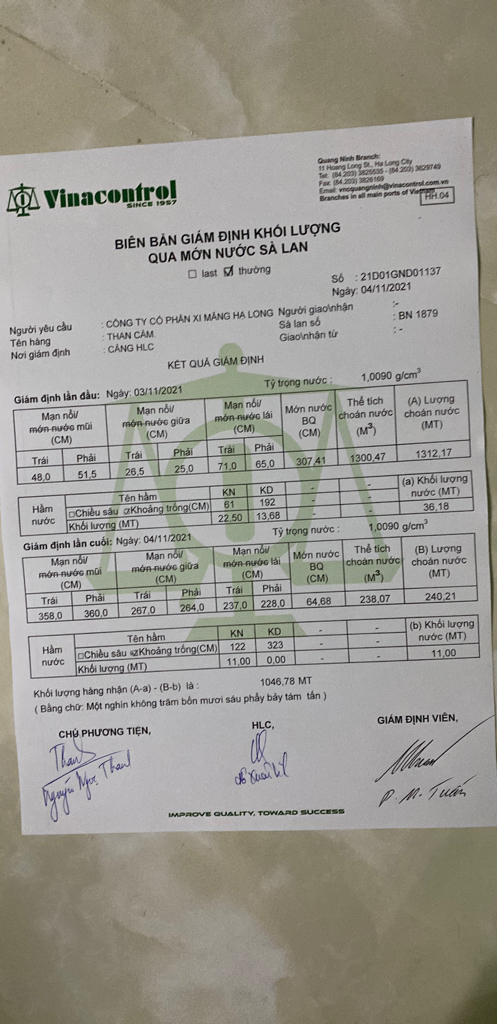 Vinacontrol
SINCE 1957
Quang Ninh Branch:
11 Hoang Long St., Ha Long City
Tel: (84.203) 3825535 - (84.203) 3829749
Fax: (84.203) 3826169
Email: vncquangninh@vinacontrol.com.vn
Branches in all main ports of Vietnam
HH.04
BIÊN BẢN GIÁM ĐỊNH KHỐI LƯỢNG
QUA MỚN NƯỚC SÀ LAN
□ last ☑ thường
Số : 21D01GND01137
Ngày: 04/11/2021
Người yêu cầu : CÔNG TY CỔ PHẦN XI MĂNG HẠ LONG Người giao\nhận :-
Tên hàng : THAN CÁM. Sà lan số : BN 1879
Nơi giám định : CẢNG HLC Giao\nhận từ : -
KẾT QUẢ GIÁM ĐỊNH
Giám định lần đầu: Ngày: 03/11/2021 Tỷ trọng nước : 1,0090 g/cm³
Mạn nổi/ mớn nước mũi (CM) Mạn nổi/ mớn nước giữa (CM) Mạn nổi/ mớn nước lái (CM) Mớn nước BQ (CM) Thể tích choán nước (M³) (A) Lượng choán nước (MT)
Trái Phải Trái Phải Trái Phải
48,0 51,5 26,5 25,0 71,0 65,0 307,41 1300,47 1312,17
Hầm nước Tên hầm KN KD - - (a) Khối lượng nước (MT)
□Chiều sâu ☑Khoảng trống(CM) 61 192 - -
Khối lượng (MT) 22,50 13,68 - - 36,18
Giám định lần cuối: Ngày: 04/11/2021 Tỷ trọng nước : 1,0090 g/cm³
Mạn nổi/ mớn nước mũi (CM) Mạn nổi/ mớn nước giữa (CM) Mạn nổi/ mớn nước lái (CM) Mớn nước BQ (CM) Thể tích choán nước (M³) (B) Lượng choán nước (MT)
Trái Phải Trái Phải Trái Phải
358,0 360,0 267,0 264,0 237,0 228,0 64,68 238,07 240,21
Hầm nước Tên hầm KN KD - - (b) Khối lượng nước (MT)
□Chiều sâu ☑Khoảng trống(CM) 122 323 - -
Khối lượng (MT) 11,00 0,00 - - 11,00
Khối lượng hàng nhận (A-a) - (B-b) là : 1046,78 MT
( Bằng chữ: Một nghìn không trăm bốn mươi sáu phẩy bảy tám tấn )
CHỦ PHƯƠNG TIỆN, HLC, GIÁM ĐỊNH VIÊN,
Thanh
Nguyễn Ngọc Thanh
P. M. Tuấn
IMPROVE QUALITY, TOWARD SUCCESS